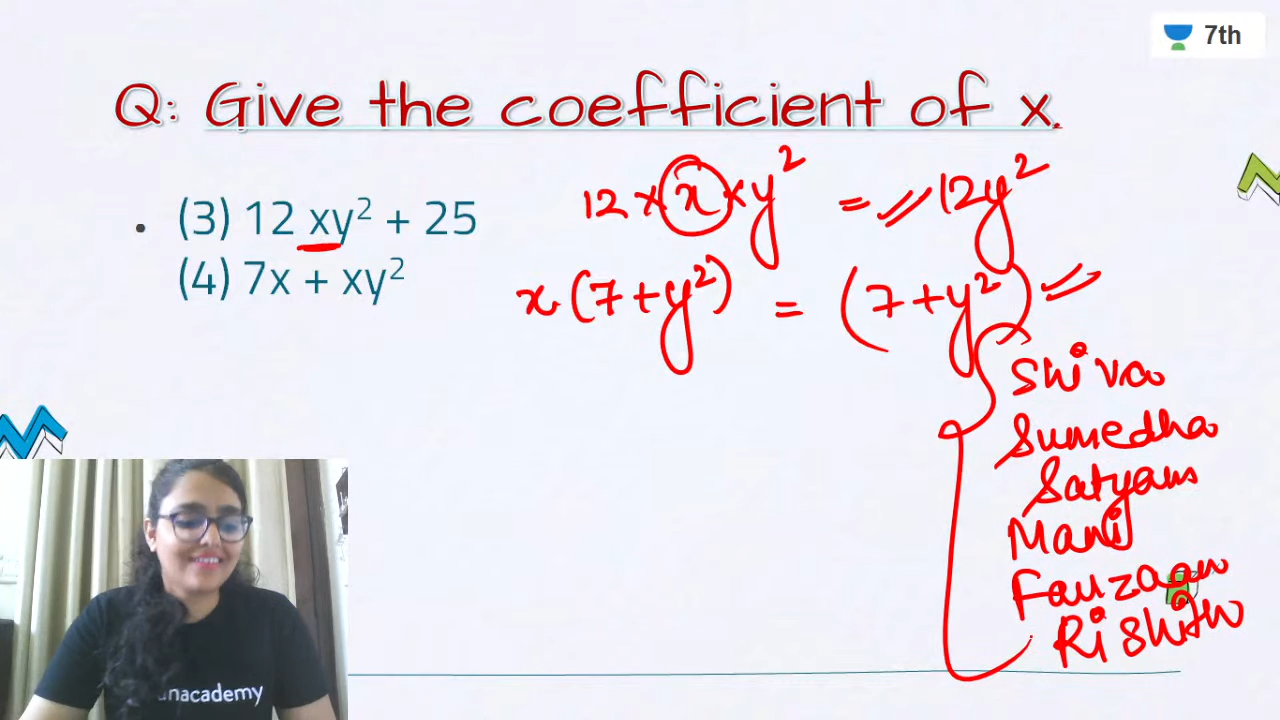 7th
Q: Give the coefficient of x.
(3) 12 xy² + 25
12 × x × y² = 12y²
(4) 7x + xy²
x (7+y²) = (7+y²)
Shiva
Sumedha
Satyam
Mani
Fauzaan
Rishith
unacademy